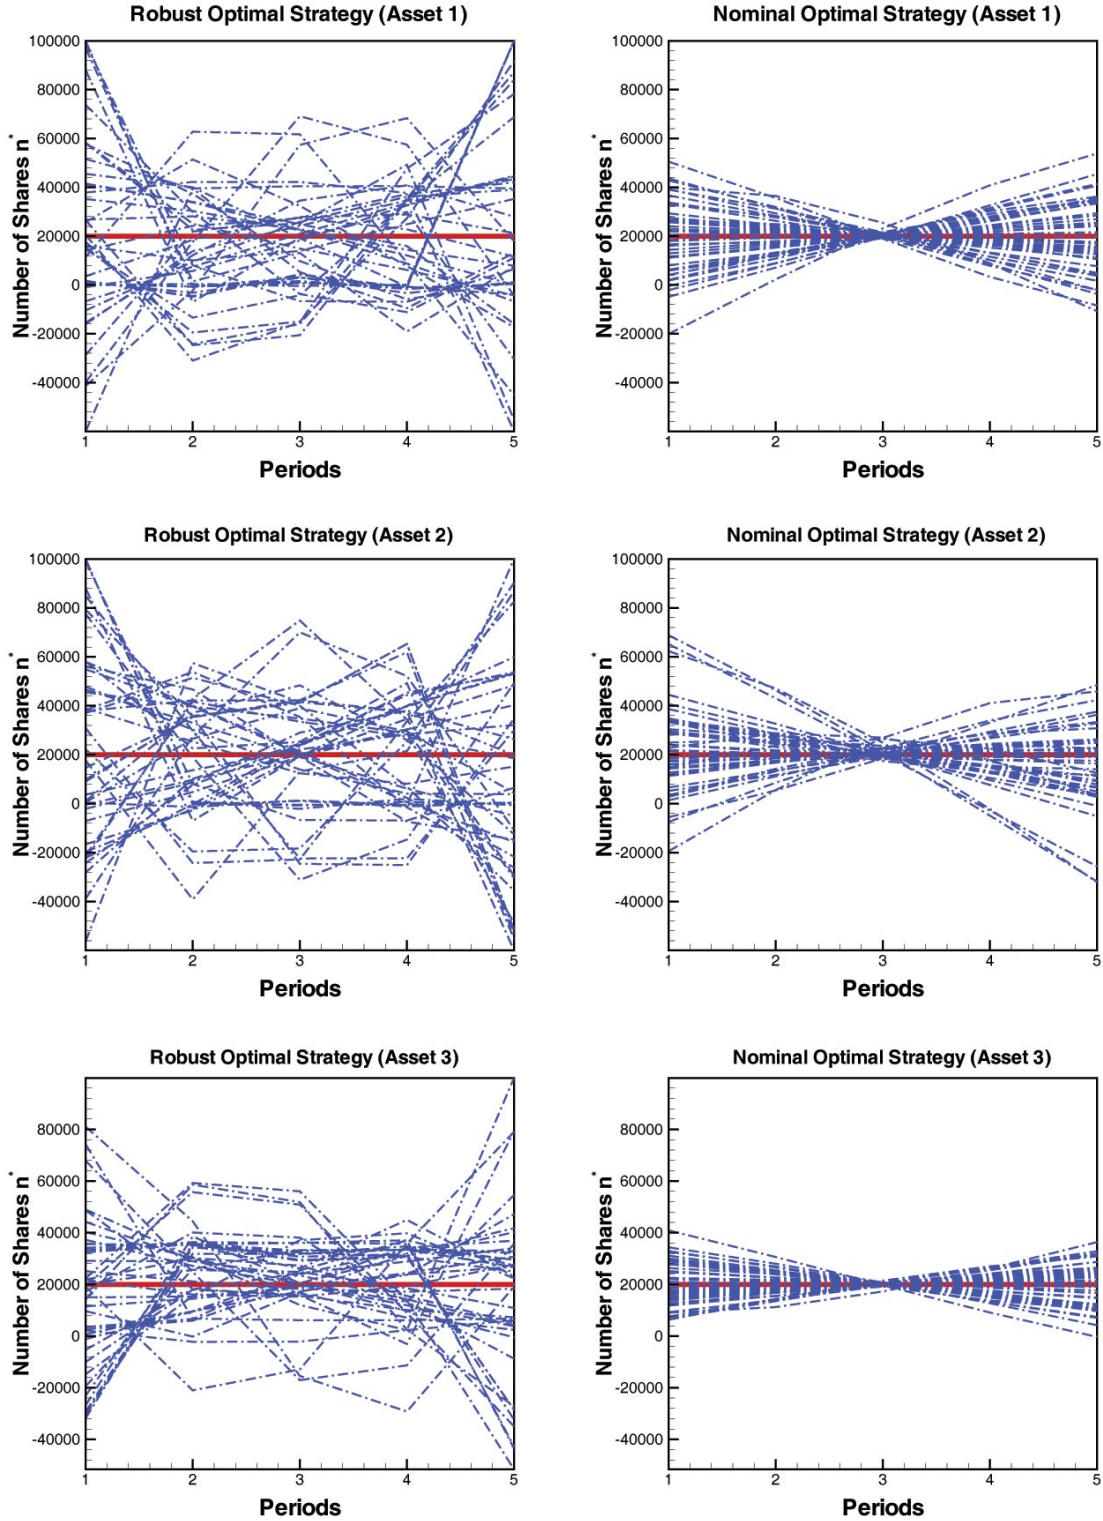 Robust Optimal Strategy (Asset 1)
Number of Shares n*
100000
80000
60000
40000
20000
0
-20000
-40000
1 2 3 4 5
Periods
Nominal Optimal Strategy (Asset 1)
Number of Shares n*
100000
80000
60000
40000
20000
0
-20000
-40000
1 2 3 4 5
Periods
Robust Optimal Strategy (Asset 2)
Number of Shares n*
100000
80000
60000
40000
20000
0
-20000
-40000
1 2 3 4 5
Periods
Nominal Optimal Strategy (Asset 2)
Number of Shares n*
100000
80000
60000
40000
20000
0
-20000
-40000
1 2 3 4 5
Periods
Robust Optimal Strategy (Asset 3)
Number of Shares n*
80000
60000
40000
20000
0
-20000
-40000
1 2 3 4 5
Periods
Nominal Optimal Strategy (Asset 3)
Number of Shares n*
80000
60000
40000
20000
0
-20000
-40000
1 2 3 4 5
Periods